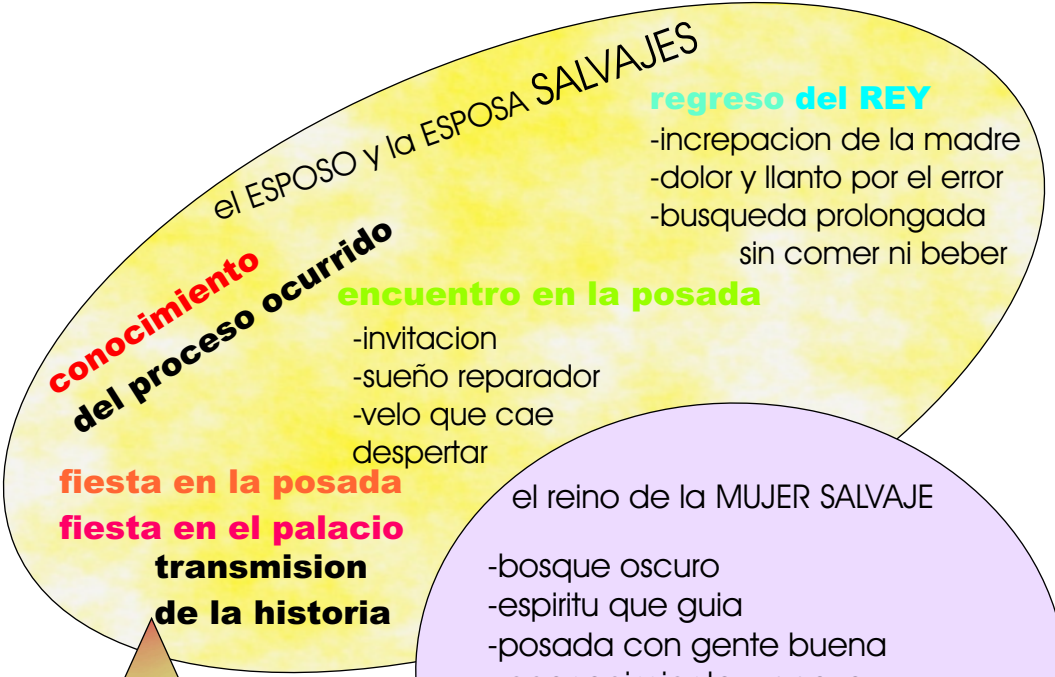 el ESPOSO y la ESPOSA SALVAJES
regreso del REY
-increpacion de la madre
-dolor y llanto por el error
-busqueda prolongada
sin comer ni beber
conocimiento
del proceso ocurrido
encuentro en la posada
-invitacion
-sueño reparador
-velo que cae
despertar
fiesta en la posada
fiesta en el palacio
transmision
de la historia
el reino de la MUJER SALVAJE
-bosque oscuro
-espiritu que guia
-posada con gente buena